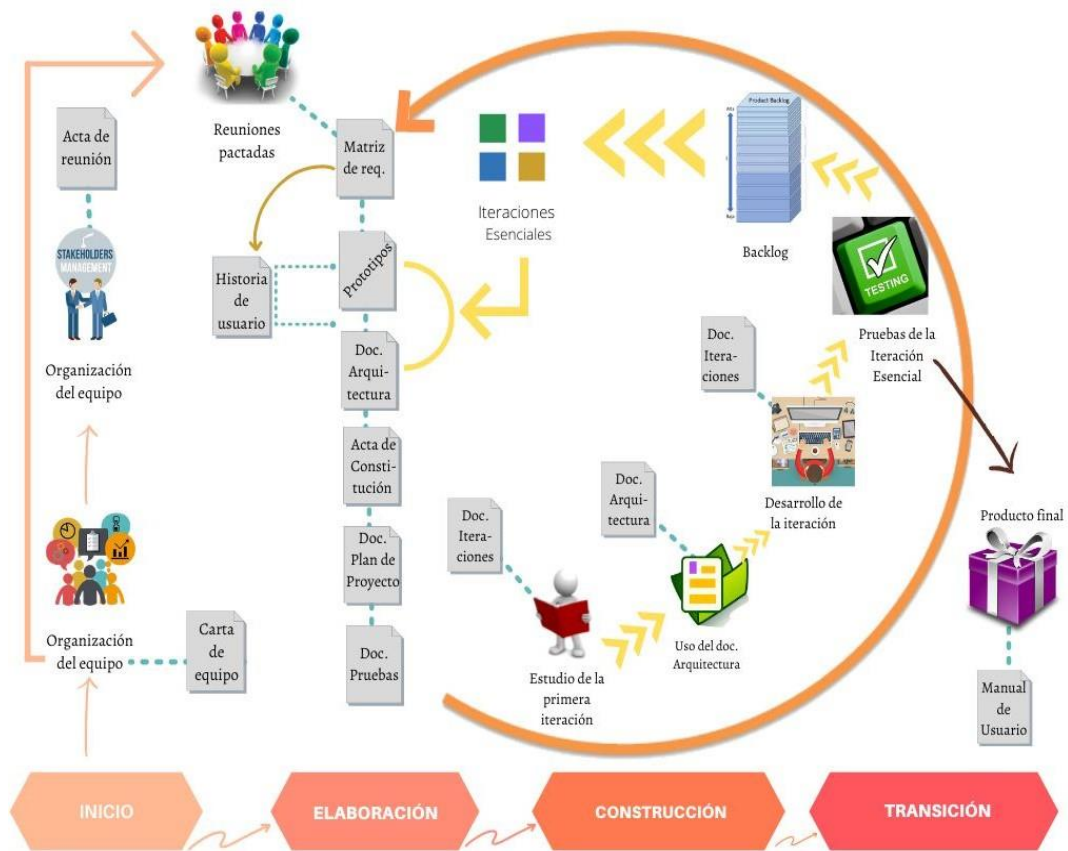 Acta de
reunión
STAKEHOLDERS
MANAGEMENT
Organización
del equipo
Organización
del equipo
Carta
de
equipo
Reuniones
pactadas
Matriz
de req.
Historia
de
usuario
Prototipos
Doc.
Arqui-
tectura
Acta de
Consti-
tución
Doc.
Plan de
Proyecto
Doc.
Pruebas
Iteraciones
Esenciales
Product Backlog
Backlog
TESTING
Pruebas de la
Iteración
Esencial
Doc.
Itera-
ciones
Desarrollo de
la iteración
Doc.
Arqui-
tectura
Uso del doc.
Arquitectura
Doc.
Itera-
ciones
Estudio de la
primera
iteración
Producto final
Manual
de
Usuario
INICIO
ELABORACIÓN
CONSTRUCCIÓN
TRANSICIÓN